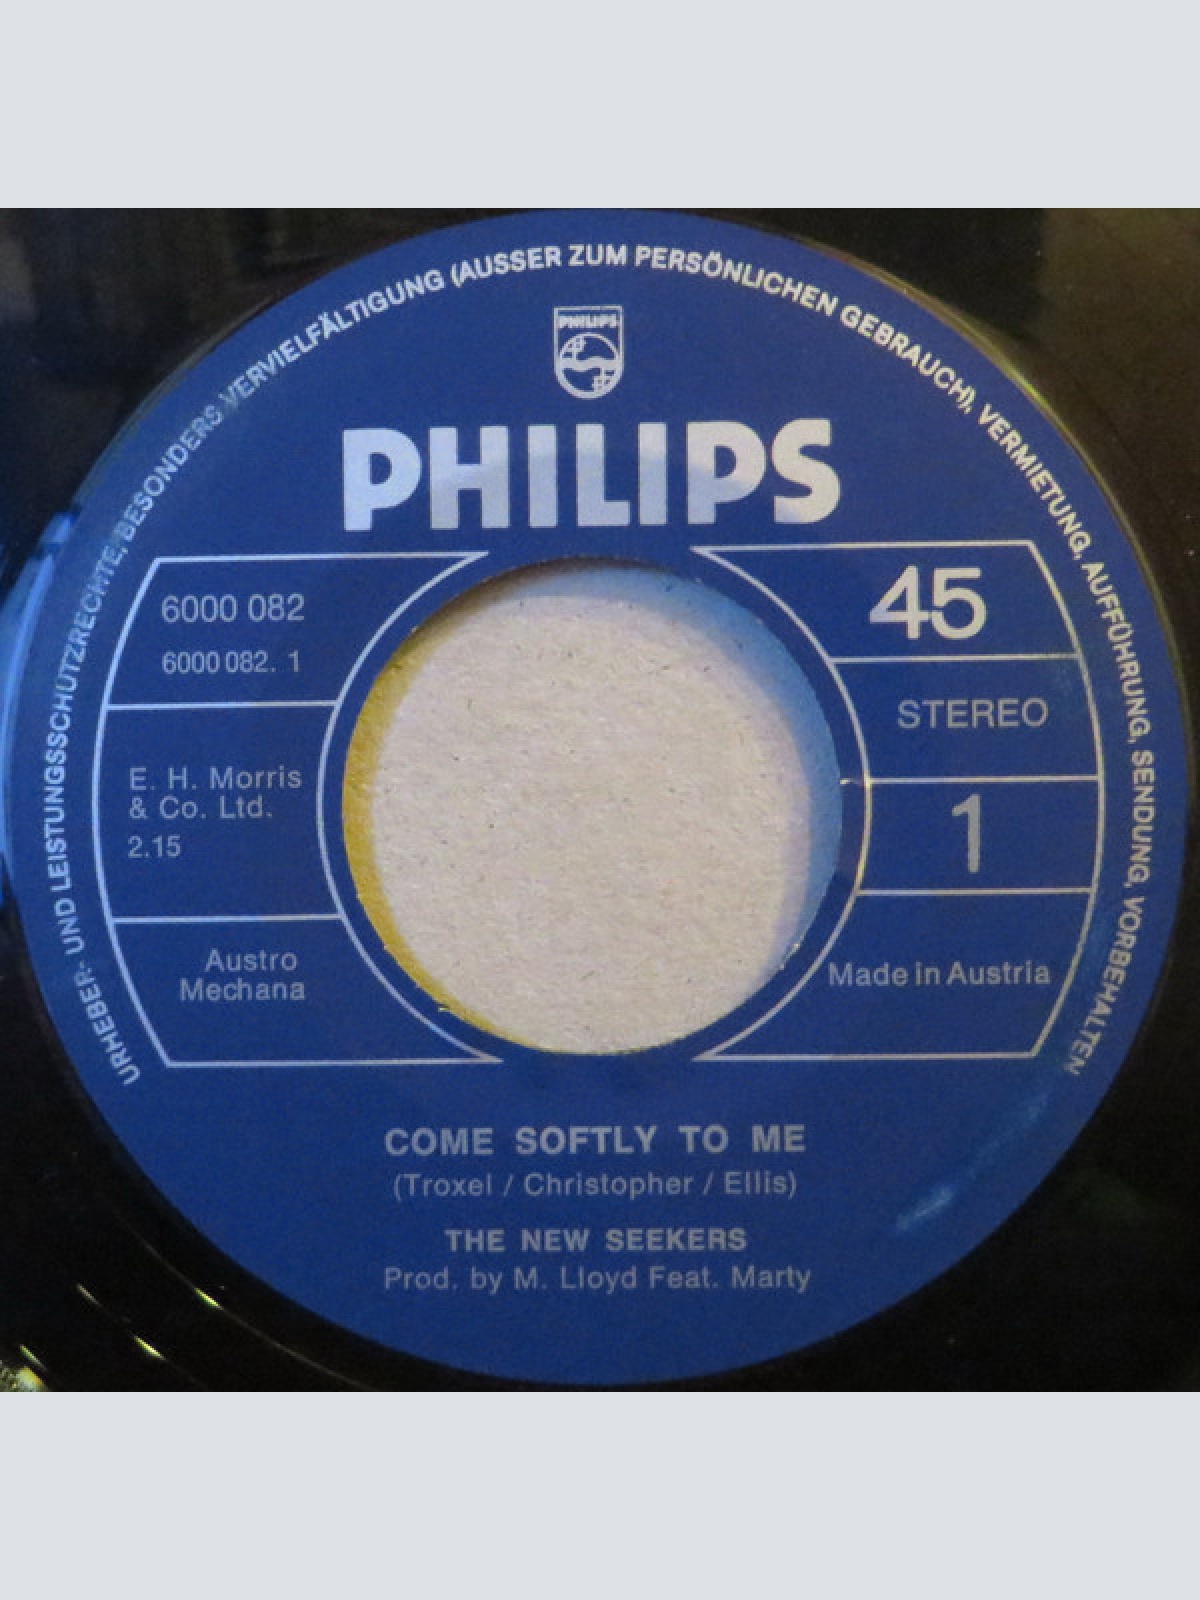 URHEBER- UND LEISTUNGSSCHUTZRECHTE, BESONDERS VERVIELFÄLTIGUNG (AUSSER ZUM PERSÖNLICHEN GEBRAUCH), VERMIETUNG, AUFFÜHRUNG, SENDUNG, VORBEHALTEN
PHILIPS
PHILIPS
6000 082
6000 082. 1
E. H. Morris
& Co. Ltd.
2.15
Austro
Mechana
45
STEREO
1
Made in Austria
COME SOFTLY TO ME
(Troxel / Christopher / Ellis)
THE NEW SEEKERS
Prod. by M. Lloyd Feat. Marty